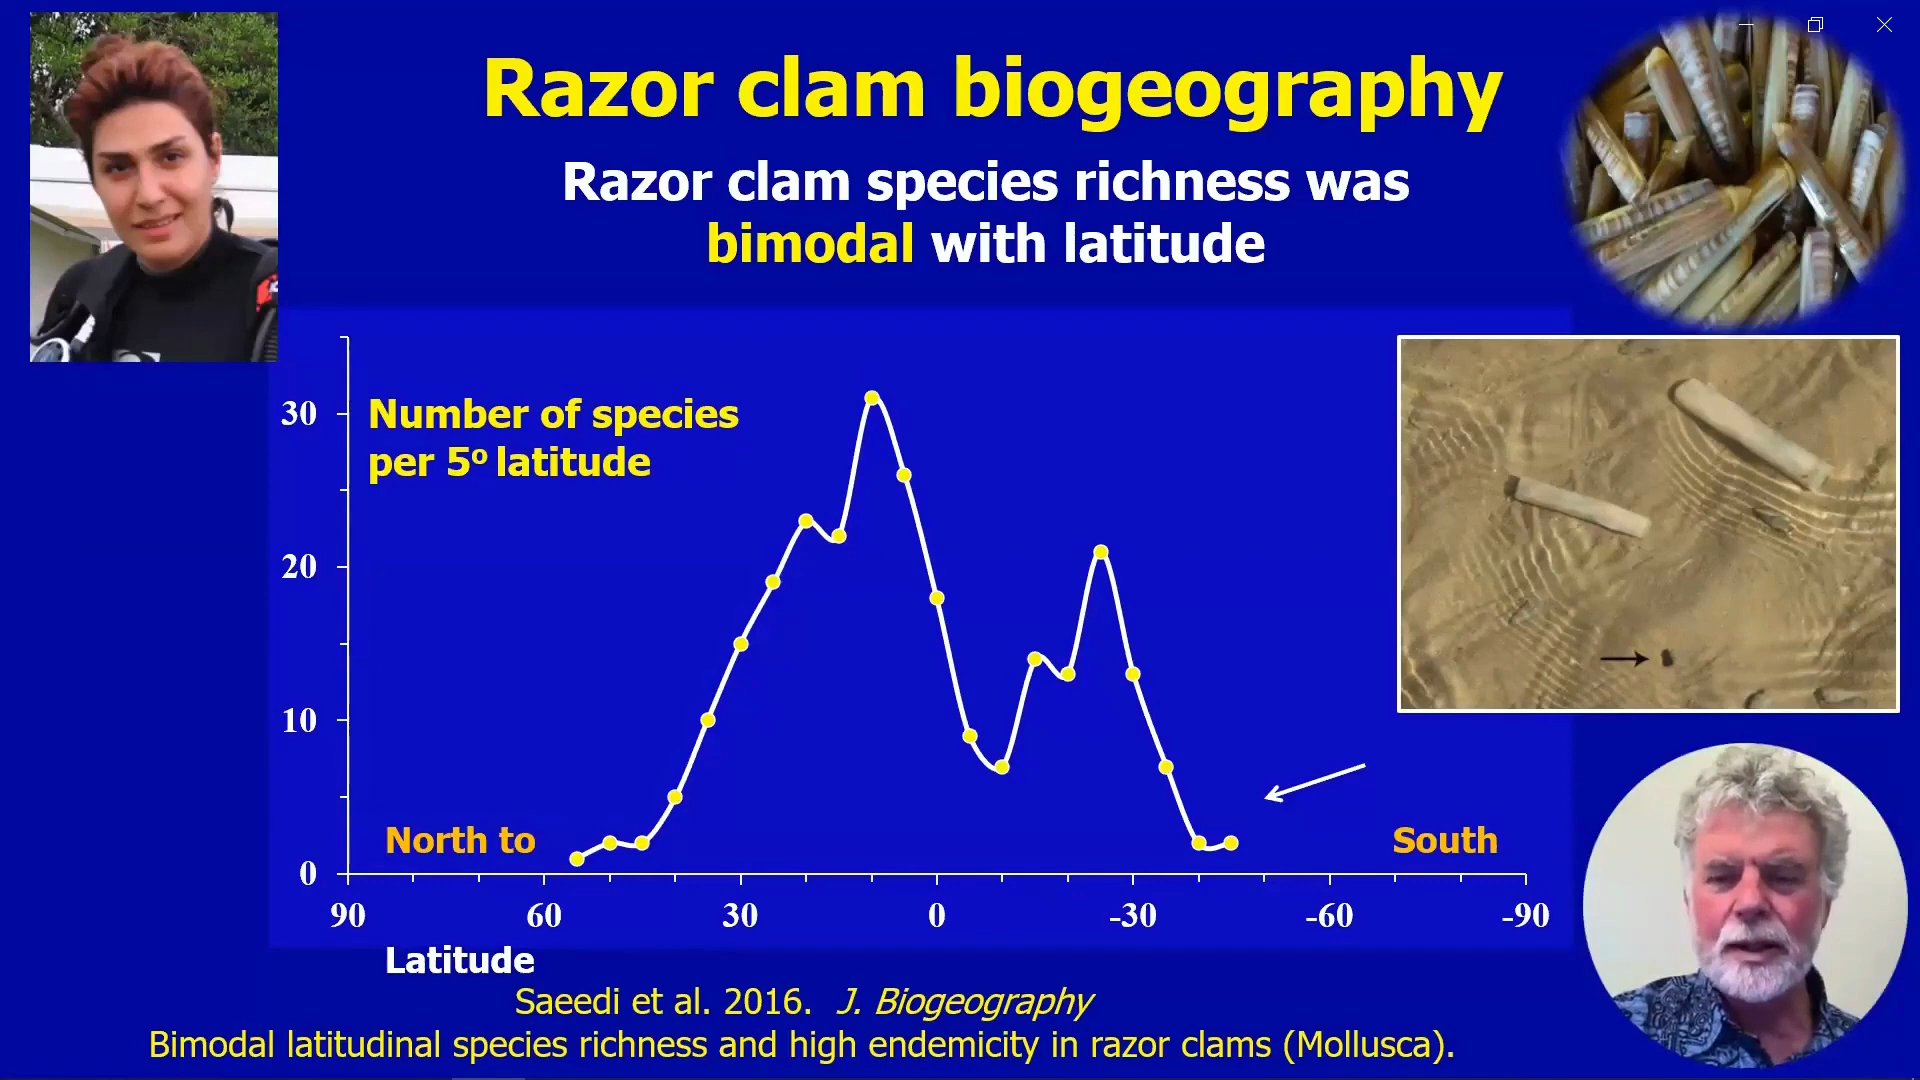 Razor clam biogeography
Razor clam species richness was
bimodal with latitude
Number of species
per 5º latitude
30
20
10
0
North to
South
90
60
30
0
-30
-60
-90
Latitude
Saeedi et al. 2016. J. Biogeography
Bimodal latitudinal species richness and high endemicity in razor clams (Mollusca).